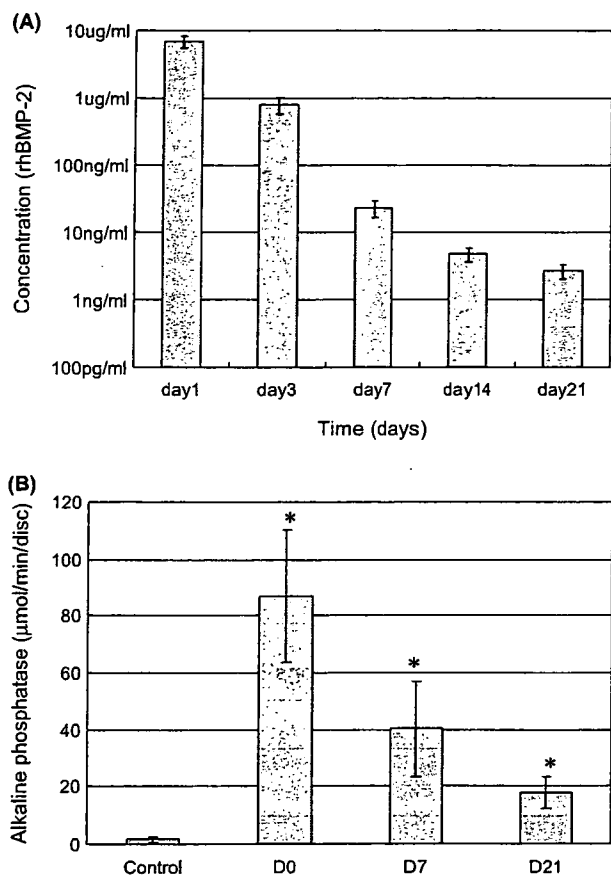 (A)
Concentration (rhBMP-2)
10ug/ml
1ug/ml
100ng/ml
10ng/ml
1ng/ml
100pg/ml
day1 day3 day7 day14 day21
Time (days)
(B)
Alkaline phosphatase (μmol/min/disc)
120
100
80
60
40
20
0
* * *
Control D0 D7 D21